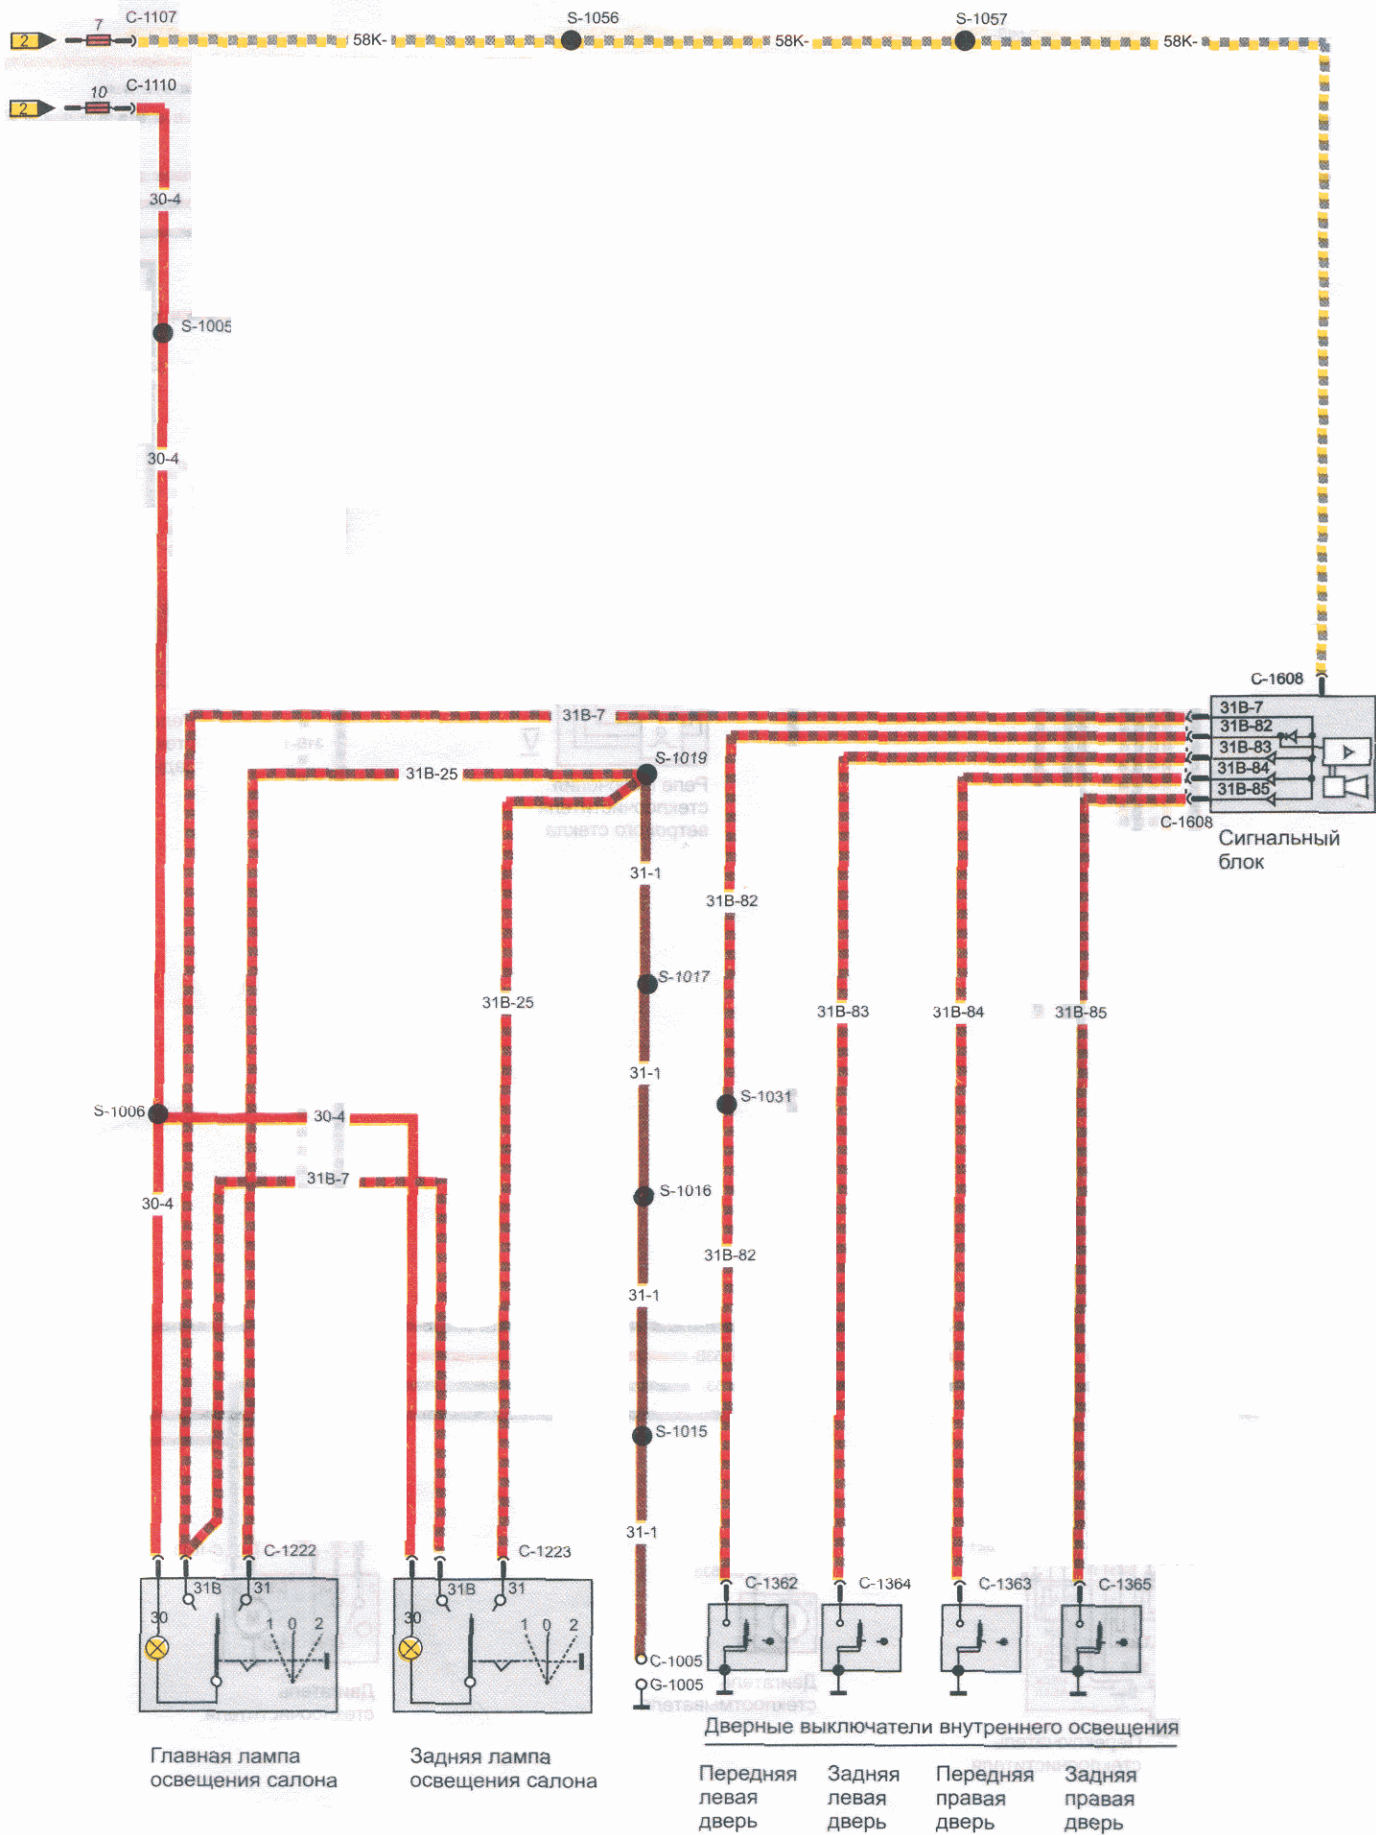 7
C-1107
S-1056
S-1057
2
58K-
58K-
58K-
10
C-1110
2
30-4
S-1005
30-4
C-1608
31B-7
31B-7
31B-82
31B-83
31B-84
31B-85
C-1608
Сигнальный
блок
S-1019
31B-25
31-1
31B-82
S-1017
31B-25
31B-83
31B-84
31B-85
31-1
S-1031
S-1006
30-4
31B-7
30-4
S-1016
31B-82
31-1
S-1015
31-1
C-1222
C-1223
C-1362
C-1364
C-1363
C-1365
31B
31
31B
31
30
1 0 2
30
1 0 2
C-1005
G-1005
Дверные выключатели внутреннего освещения
Главная лампа
освещения салона
Задняя лампа
освещения салона
Передняя
левая
дверь
Задняя
левая
дверь
Передняя
правая
дверь
Задняя
правая
дверь